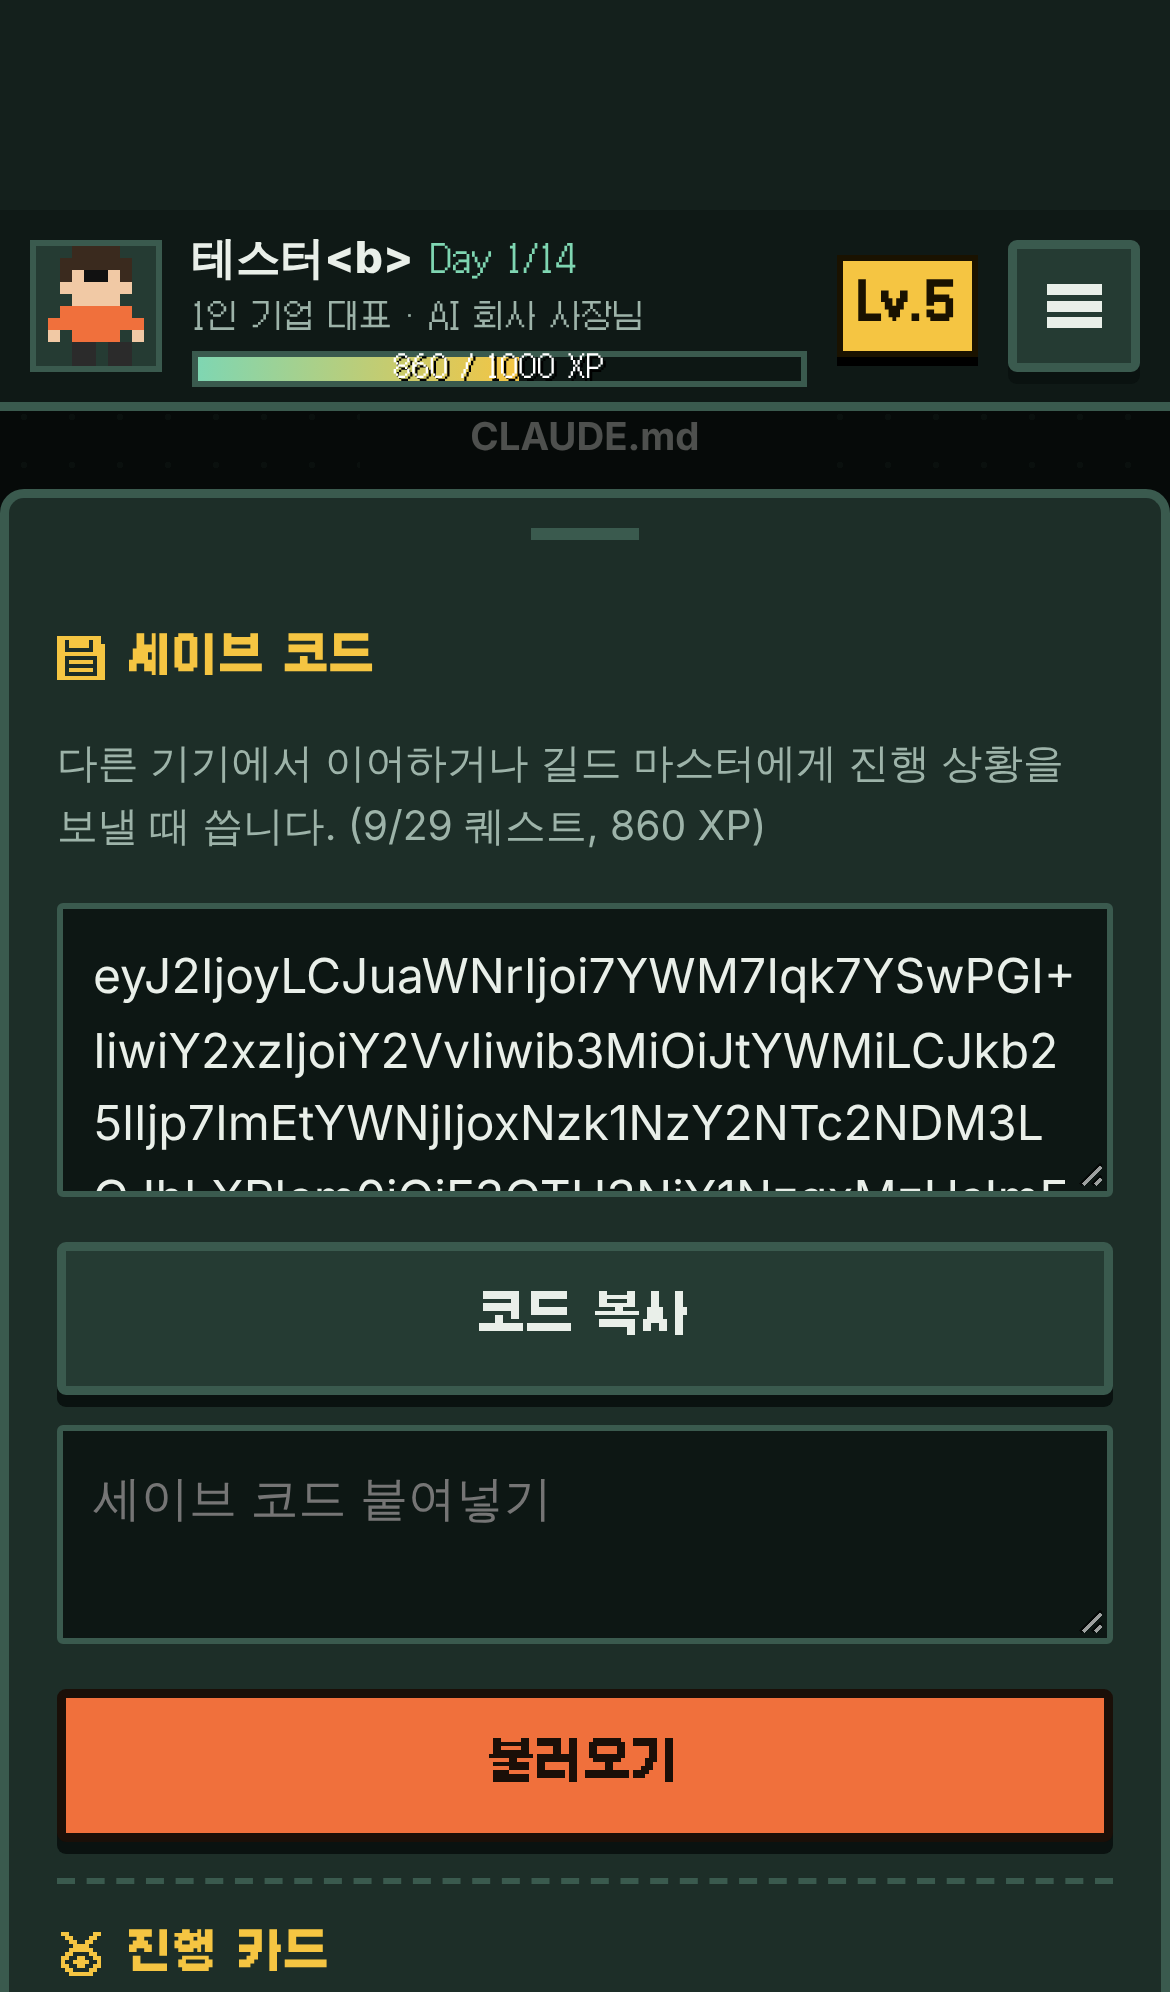 테스터<b> Day 1/14
1인 기업 대표 · AI 회사 사장님
860 / 1000 XP
Lv.5
CLAUDE.md
세이브 코드
다른 기기에서 이어하거나 길드 마스터에게 진행 상황을
보낼 때 씁니다. (9/29 퀘스트, 860 XP)
eyJ2IjoyLCJuaWNrIjoi7YWM7Iqk7YSwPGI+
IiwiY2xzIjoiY2VvIiwib3MiOiJtYWMiLCJkb2
5lIjp7ImEtYWNjIjoxNzk1NzY2NTc2NDM3L
코드 복사
세이브 코드 붙여넣기
불러오기
진행 카드